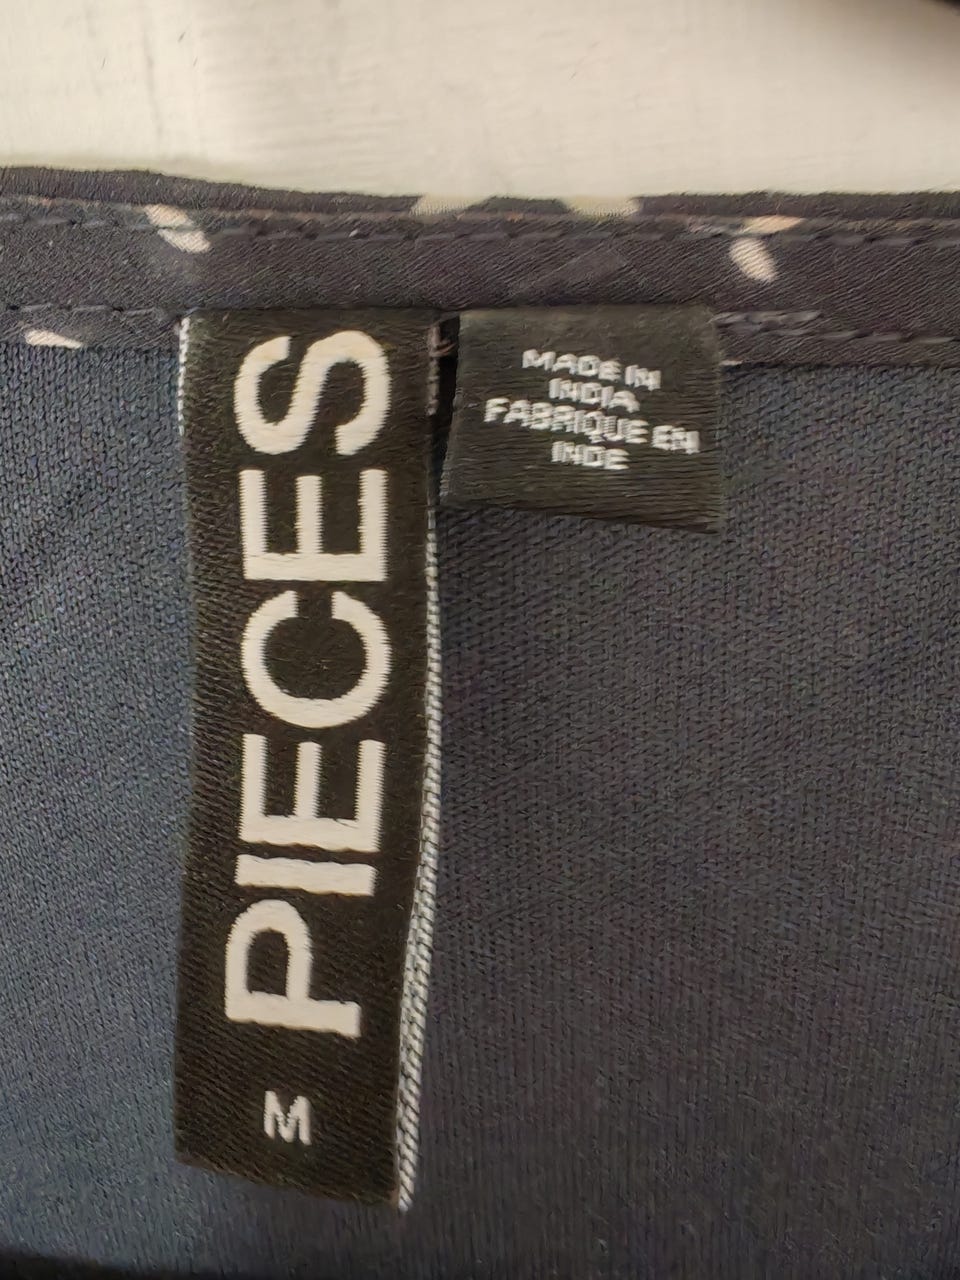 PIECES
M
MADE IN
INDIA
FABRIQUE EN
INDE